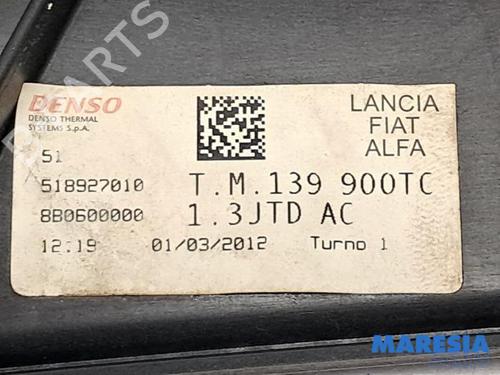 PARTS
DENSO
DENSO THERMAL
SYSTEMS S.p.A.
LANCIA
FIAT
ALFA
51
518927010
T.M.139 900TC
8B0600000
1.3JTD AC
12:19 01/03/2012 Turno 1
MARESIA